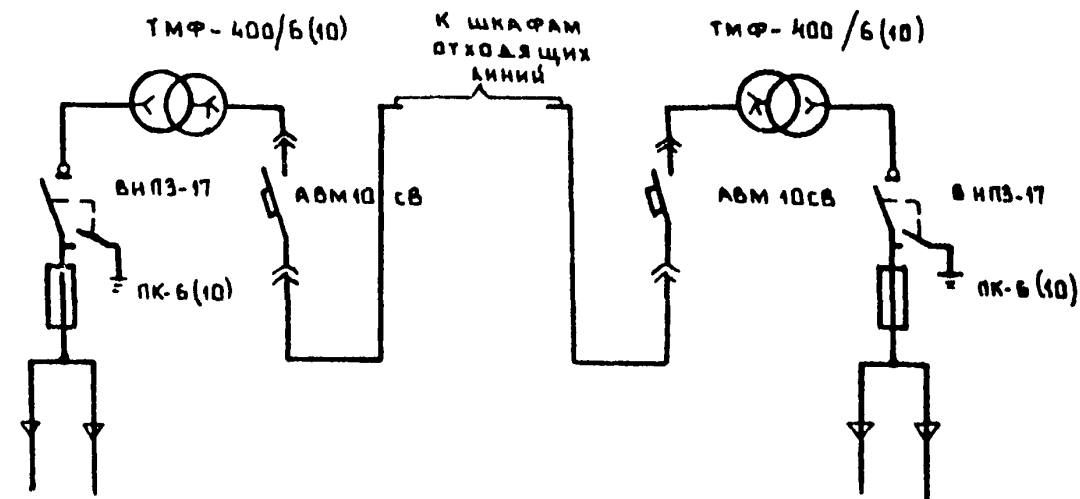 ТМФ-400/6(10)
К ШКАФАМ
ОТХОДЯЩИХ
ЛИНИЙ
ТМФ-400/6(10)
ВНПЗ-17
АВМ10 СВ
АВМ 10СВ
ВНПЗ-17
ПК-6(10)
ПК-6(10)